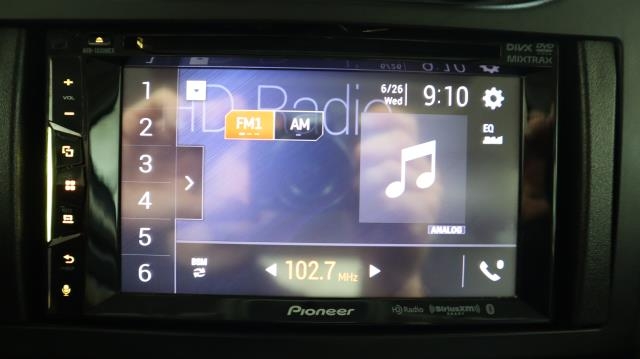 DIVX DVD
MIXTRAX
VOL
1
2
3
4
5
6
6/26
Wed
9:10
HD Radio
FM1
AM
EQ
ANALOG
BSM
102.7 MHz
Pioneer
HD Radio
SiriusXM
READY